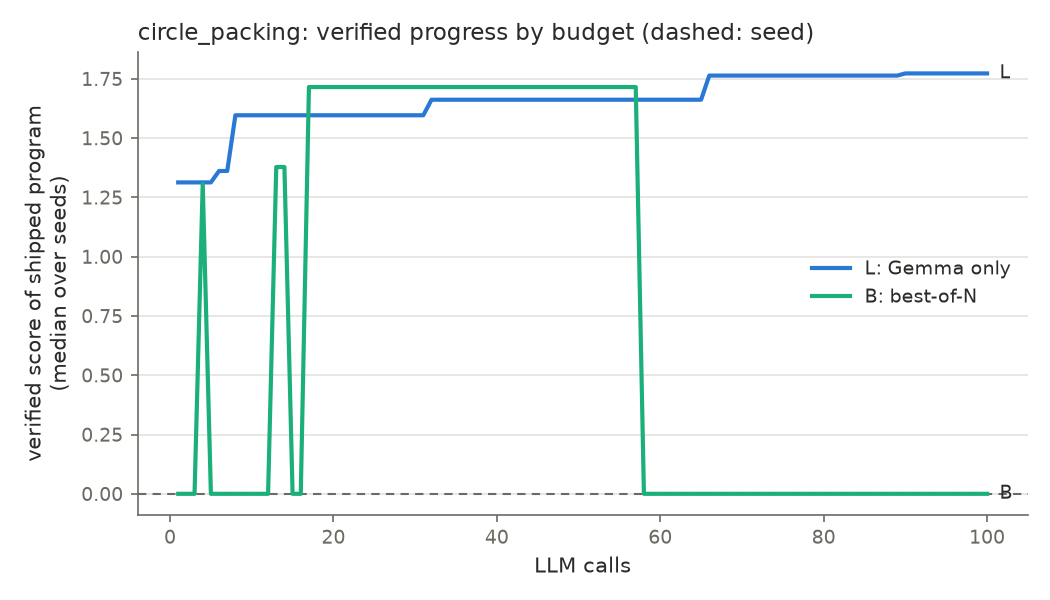 circle_packing: verified progress by budget (dashed: seed)
verified score of shipped program
(median over seeds)
1.75
1.50
1.25
1.00
0.75
0.50
0.25
0.00
L
L: Gemma only
B: best-of-N
B
0
20
40
60
80
100
LLM calls